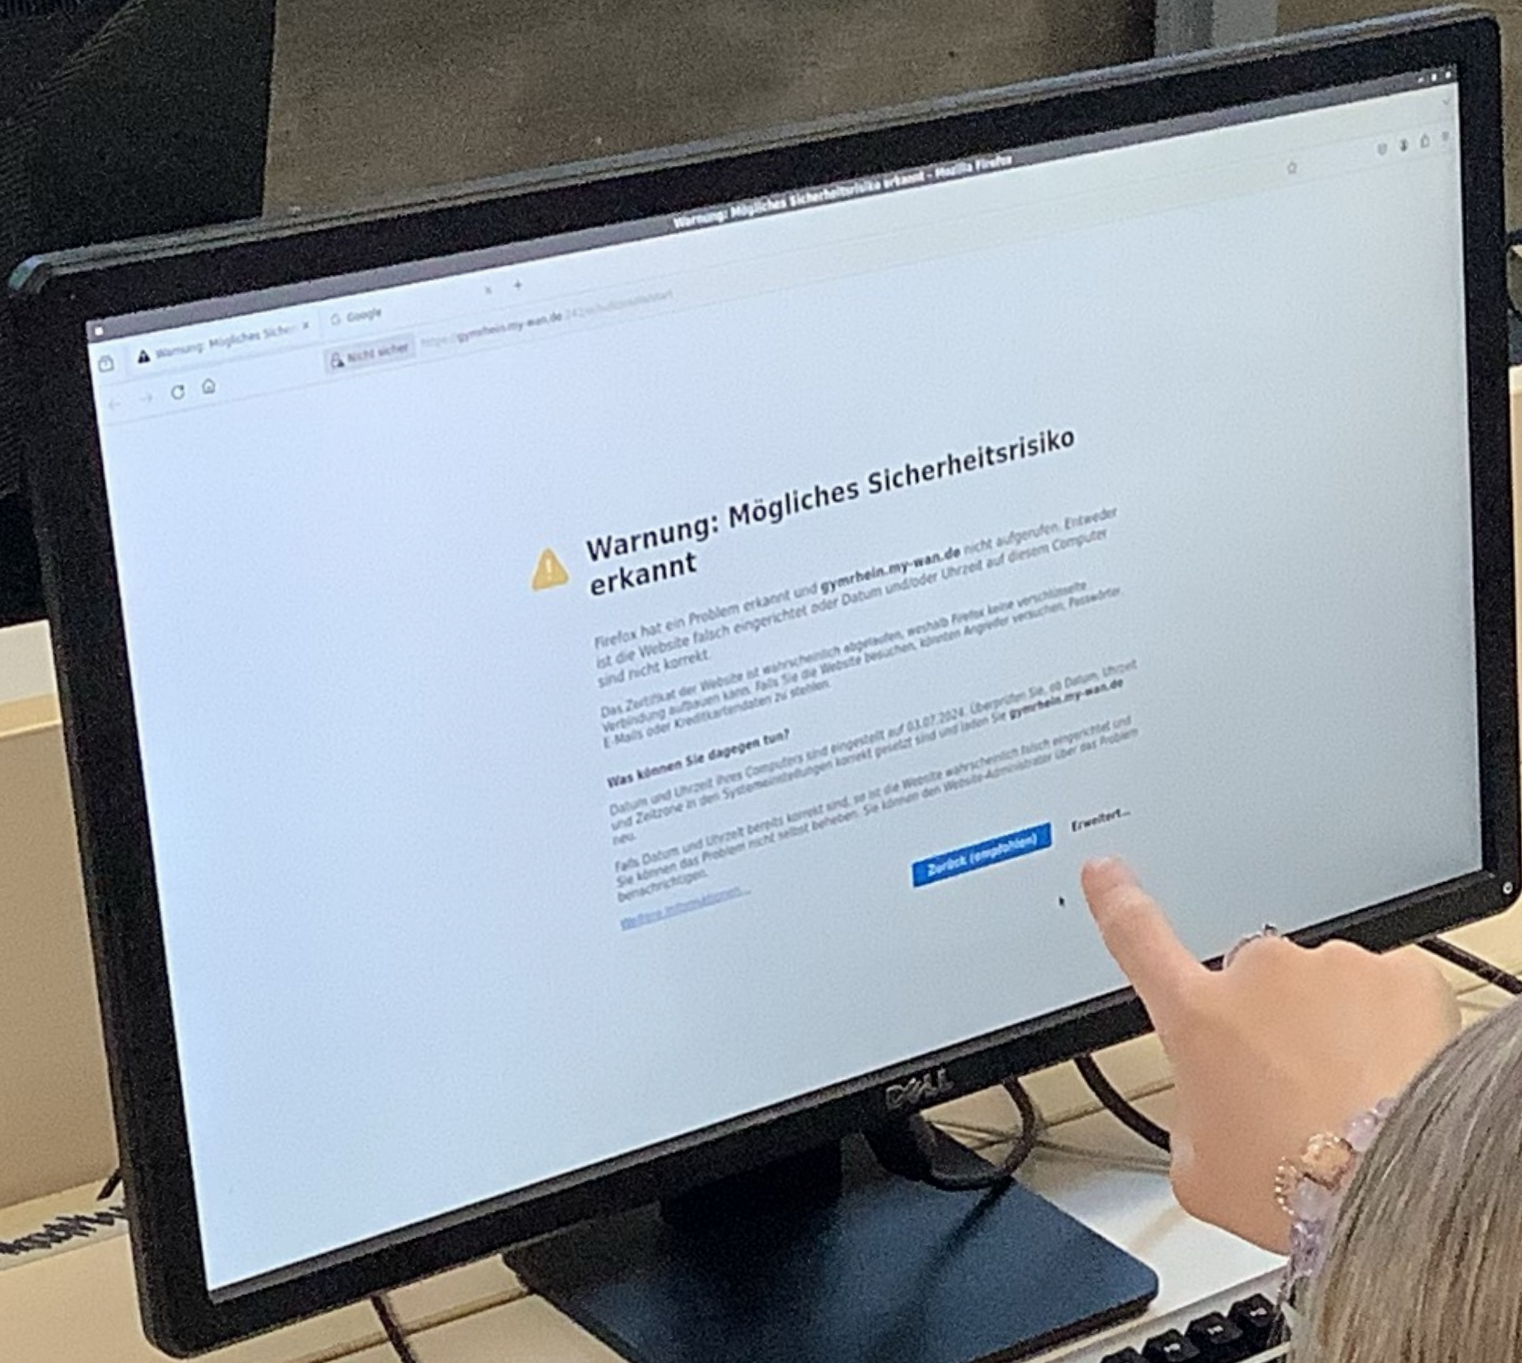 Warnung: Mögliches Sicherheitsrisiko erkannt - Mozilla Firefox
Warnung: Mögliches Sicher
Google
Nicht sicher
https://gymrhein.my-wan.de
Warnung: Mögliches Sicherheitsrisiko
erkannt
Firefox hat ein Problem erkannt und gymrhein.my-wan.de nicht aufgerufen. Entweder
ist die Website falsch eingerichtet oder Datum und/oder Uhrzeit auf diesem Computer
sind nicht korrekt.
Das Zertifikat der Website ist wahrscheinlich abgelaufen, weshalb Firefox keine verschlüsselte
Verbindung aufbauen kann. Falls Sie die Website besuchen, könnten Angreifer versuchen, Passwörter,
E-Mails oder Kreditkartendaten zu stehlen.
Was können Sie dagegen tun?
Datum und Uhrzeit Ihres Computers sind eingestellt auf 03.07.2024. Überprüfen Sie, ob Datum, Uhrzeit
und Zeitzone in den Systemeinstellungen korrekt gesetzt sind und laden Sie gymrhein.my-wan.de
neu.
Falls Datum und Uhrzeit bereits korrekt sind, so ist die Website wahrscheinlich falsch eingerichtet und
Sie können das Problem nicht selbst beheben. Sie können den Website-Administrator über das Problem
benachrichtigen.
Weitere Informationen...
Zurück (empfohlen)
Erweitert...
DELL